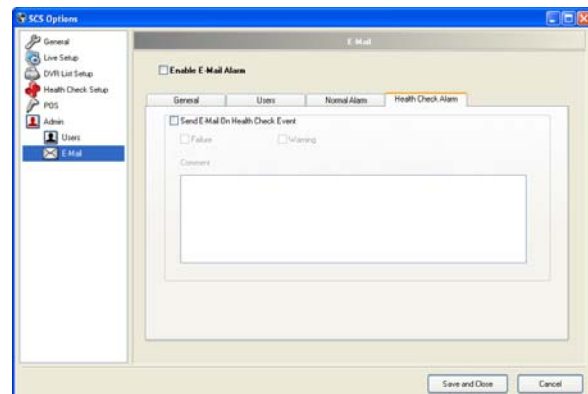 SCS Options
General
Live Setup
DVR List Setup
Health Check Setup
POS
Admin
Users
E-Mail
E-Mail
Enable E-Mail Alarm
General Users Normal Alarm Health Check Alarm
Send E-Mail On Health Check Event
Failure Warning
Comment
Save and Close Cancel